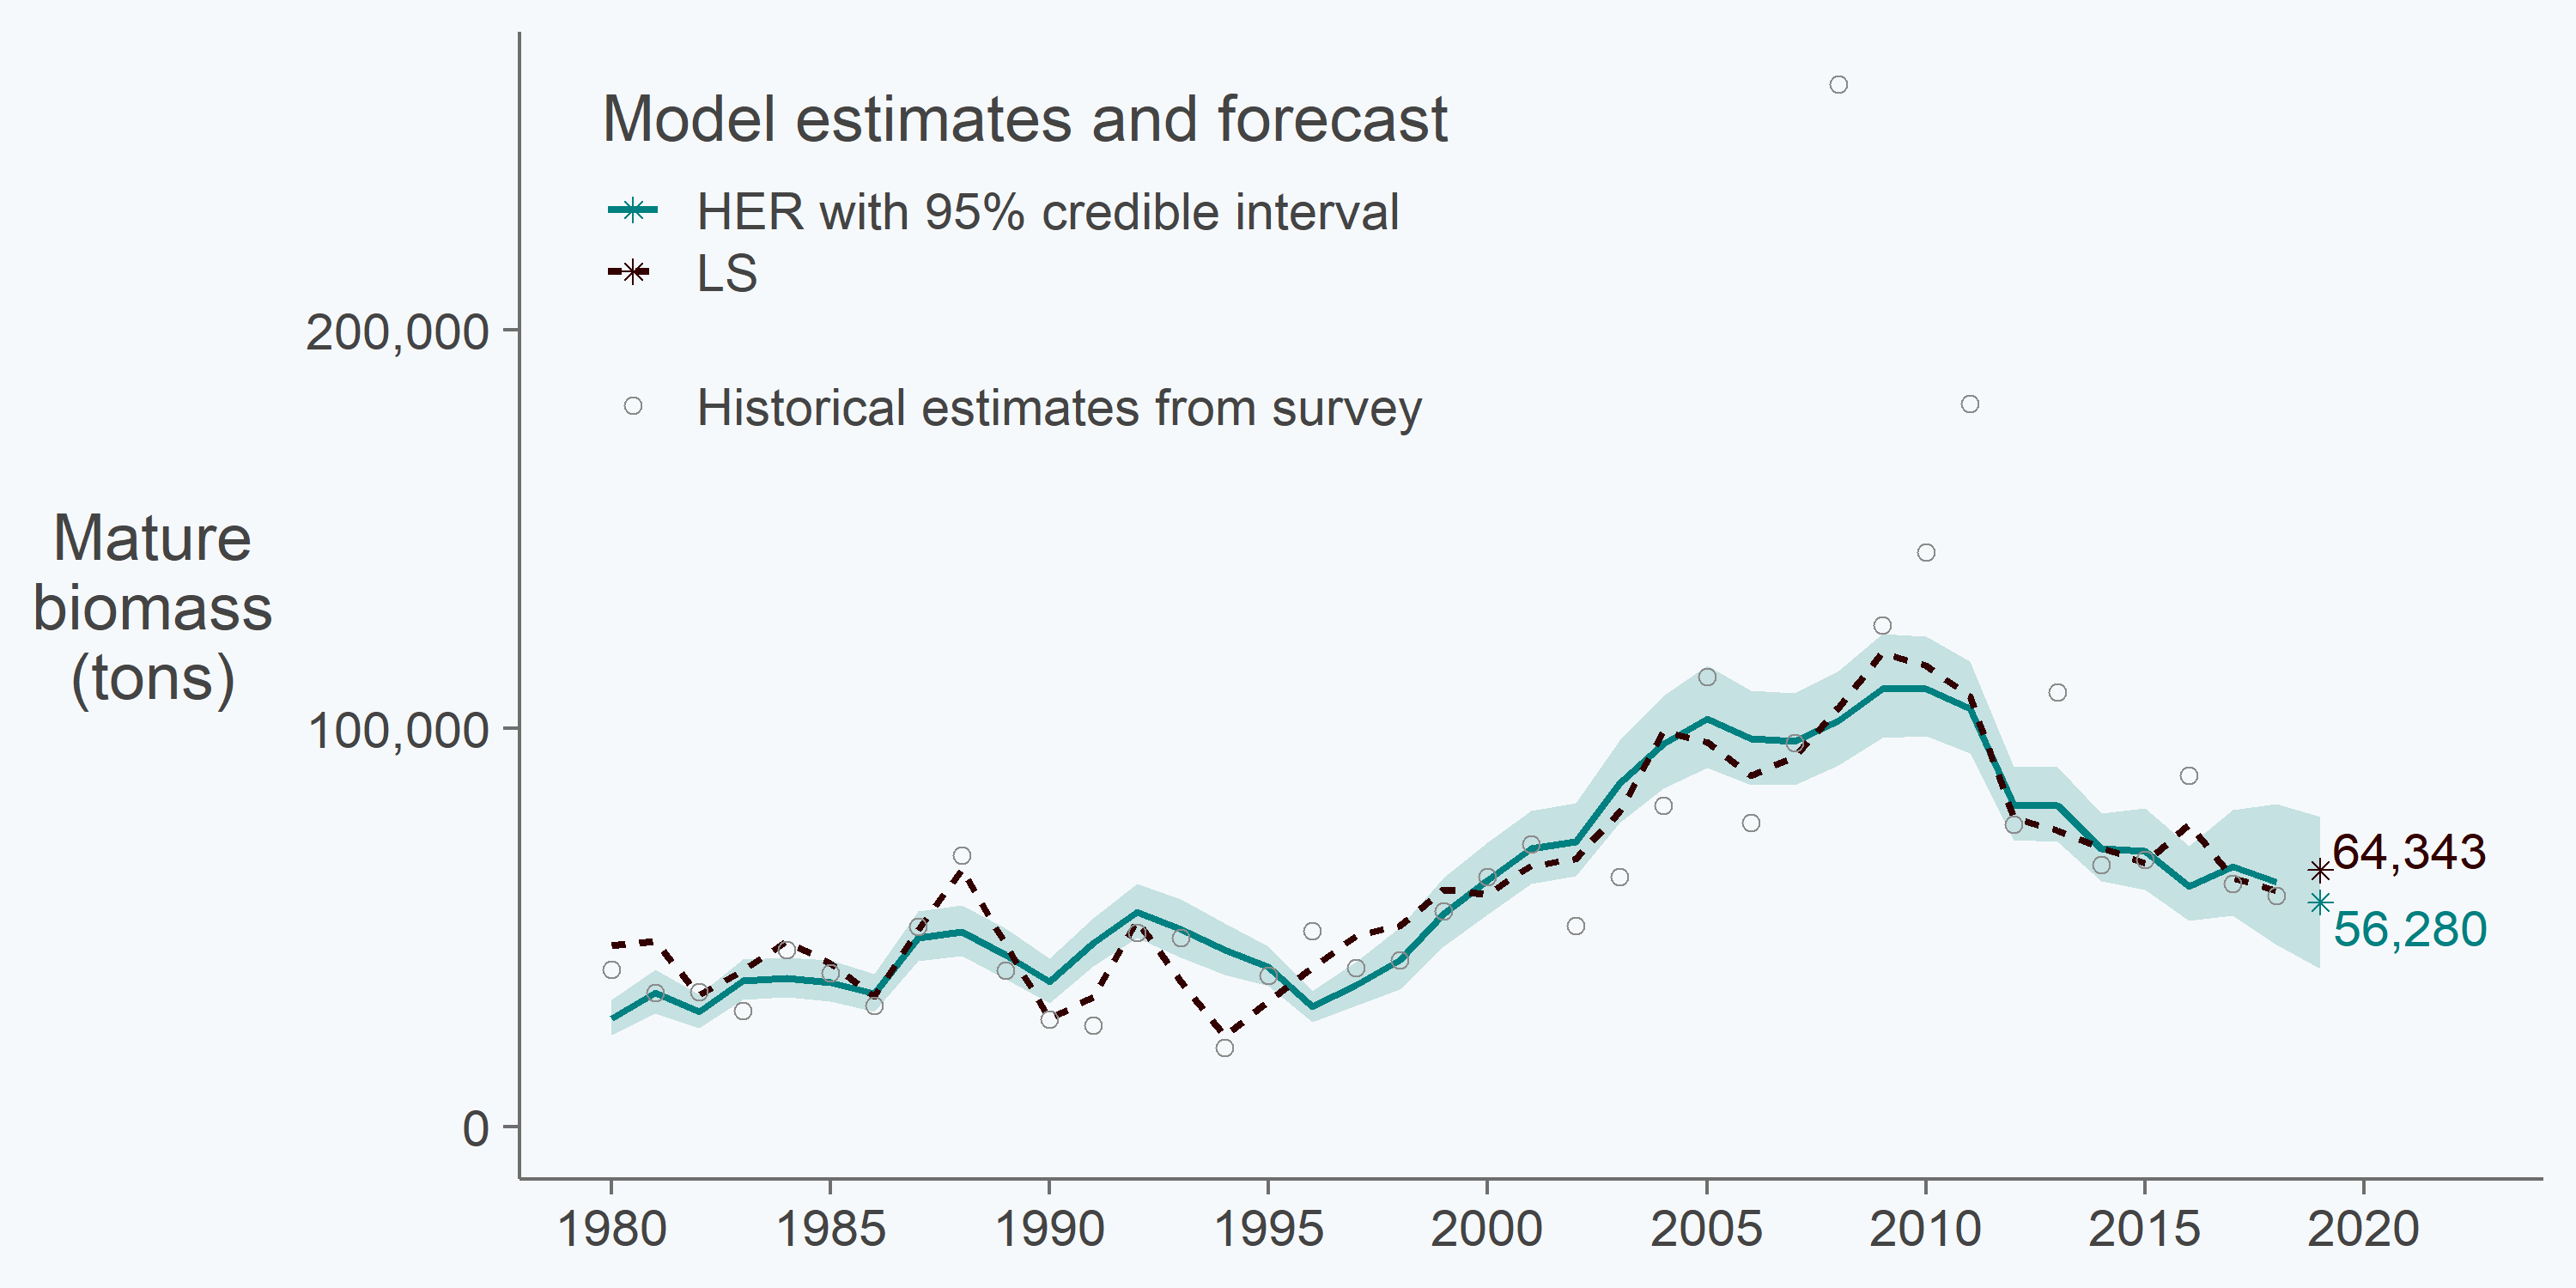 Model estimates and forecast
HER with 95% credible interval
LS
Historical estimates from survey
Mature
biomass
(tons)
200,000
100,000
0
64,343
56,280
1980 1985 1990 1995 2000 2005 2010 2015 2020